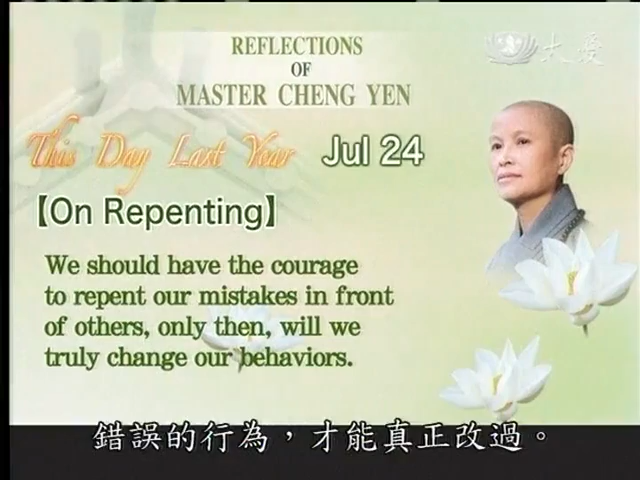 REFLECTIONS
OF
MASTER CHENG YEN
大愛
This Day Last Year Jul 24
【On Repenting】
We should have the courage
to repent our mistakes in front
of others, only then, will we
truly change our behaviors.
錯誤的行為，才能真正改過。